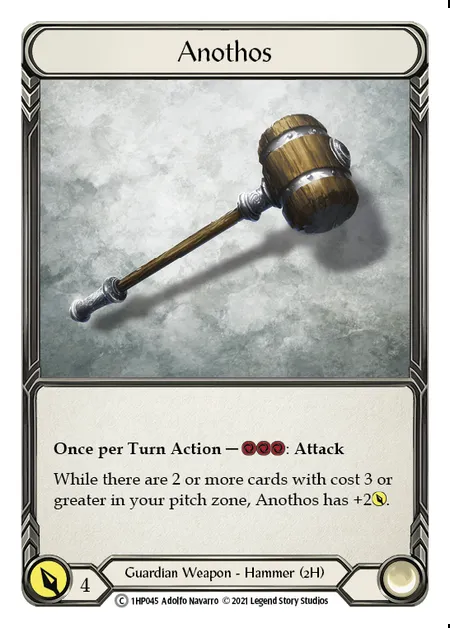 Anothos
Once per Turn Action — : Attack
While there are 2 or more cards with cost 3 or
greater in your pitch zone, Anothos has +2.
Guardian Weapon - Hammer (2H)
4
C 1HP045 Adolfo Navarro © 2021 Legend Story Studios